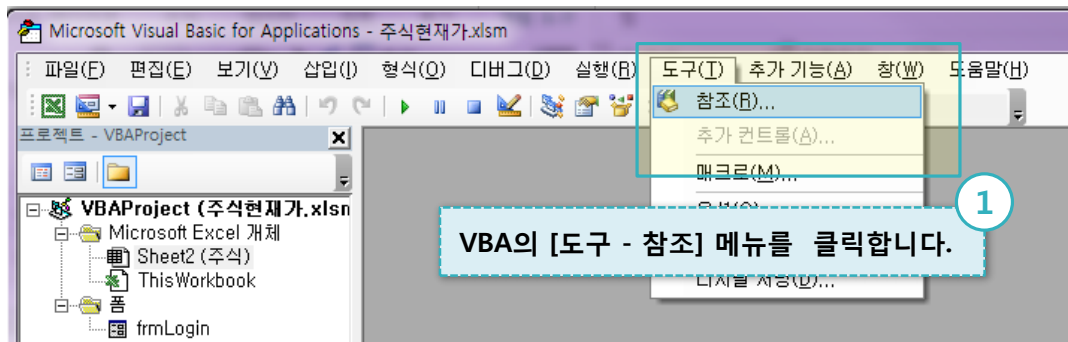 Microsoft Visual Basic for Applications - 주식현재가.xlsm
파일(F) 편집(E) 보기(V) 삽입(I) 형식(O) 디버그(D) 실행(R) 도구(T) 추가 기능(A) 창(W) 도움말(H)
참조(R)...
추가 컨트롤(A)...
매크로(M)...
프로젝트 - VBAProject
VBAProject (주식현재가.xlsn
Microsoft Excel 개체
Sheet2 (주식)
ThisWorkbook
폼
frmLogin
1
VBA의 [도구 - 참조] 메뉴를 클릭합니다.